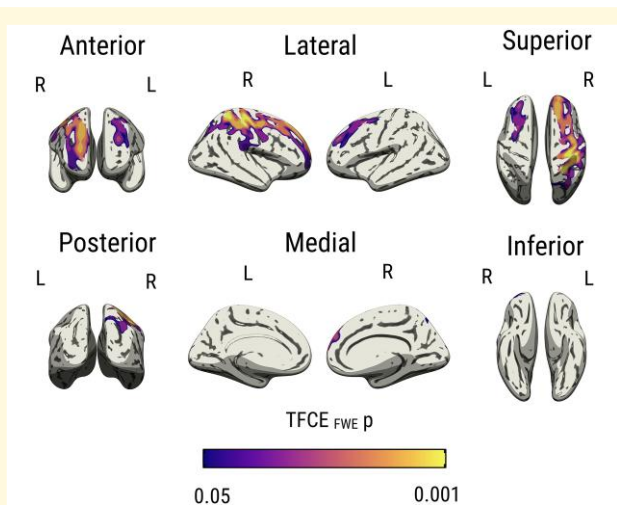 Anterior Lateral Superior
R L R L L R
Posterior Medial Inferior
L R L R R L
TFCE FWE p
0.05 0.001